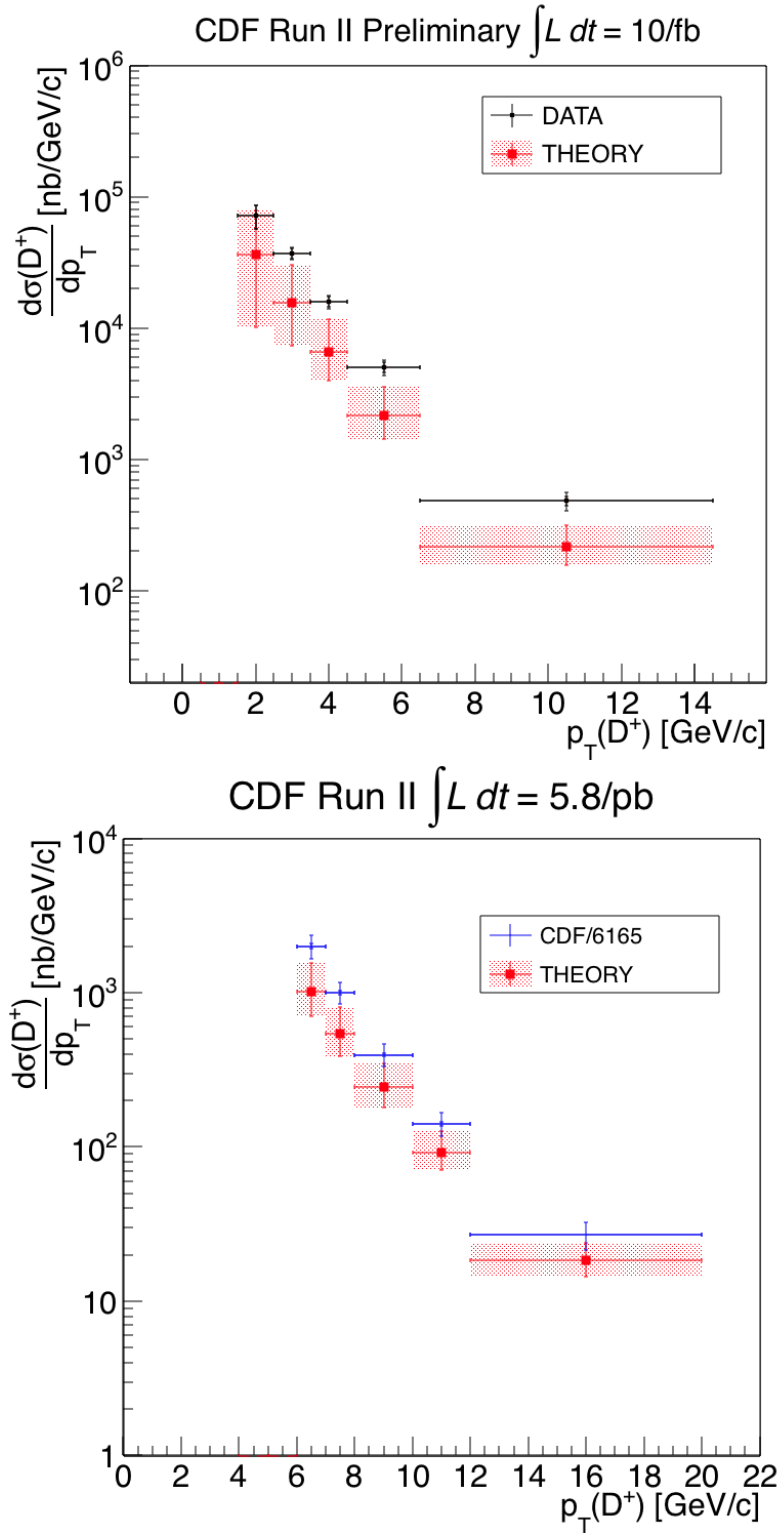 CDF Run II Preliminary ∫L dt = 10/fb
dσ(D⁺)/dp_T [nb/GeV/c]
10⁶
10⁵
10⁴
10³
10²
DATA
THEORY
0 2 4 6 8 10 12 14
p_T(D⁺) [GeV/c]
CDF Run II ∫L dt = 5.8/pb
dσ(D⁺)/dp_T [nb/GeV/c]
10⁴
10³
10²
10
1
CDF/6165
THEORY
0 2 4 6 8 10 12 14 16 18 20 22
p_T(D⁺) [GeV/c]